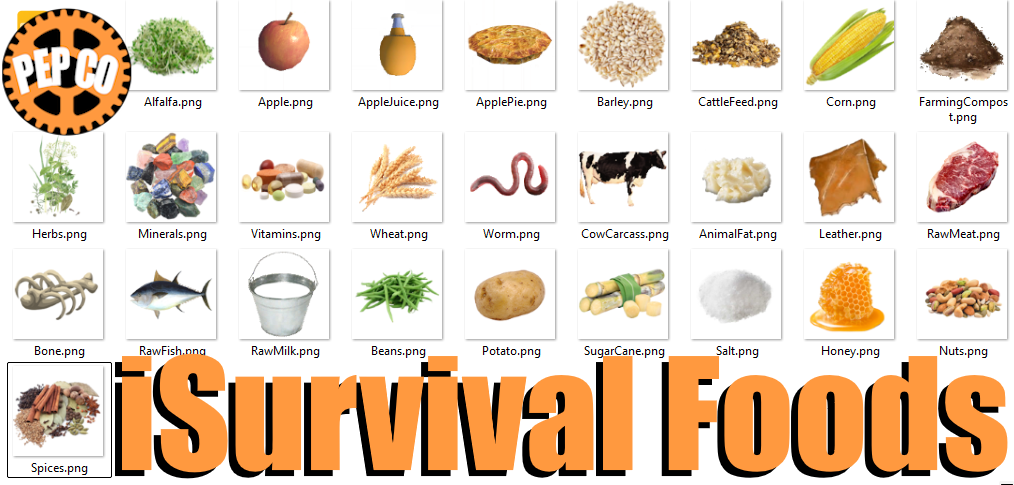 PEP CO
Alfalfa.png
Apple.png
AppleJuice.png
ApplePie.png
Barley.png
CattleFeed.png
Corn.png
FarmingCompos
t.png
Herbs.png
Minerals.png
Vitamins.png
Wheat.png
Worm.png
CowCarcass.png
AnimalFat.png
Leather.png
RawMeat.png
Bone.png
RawFish.png
RawMilk.png
Beans.png
Potato.png
SugarCane.png
Salt.png
Honey.png
Nuts.png
Spices.png
iSurvival Foods